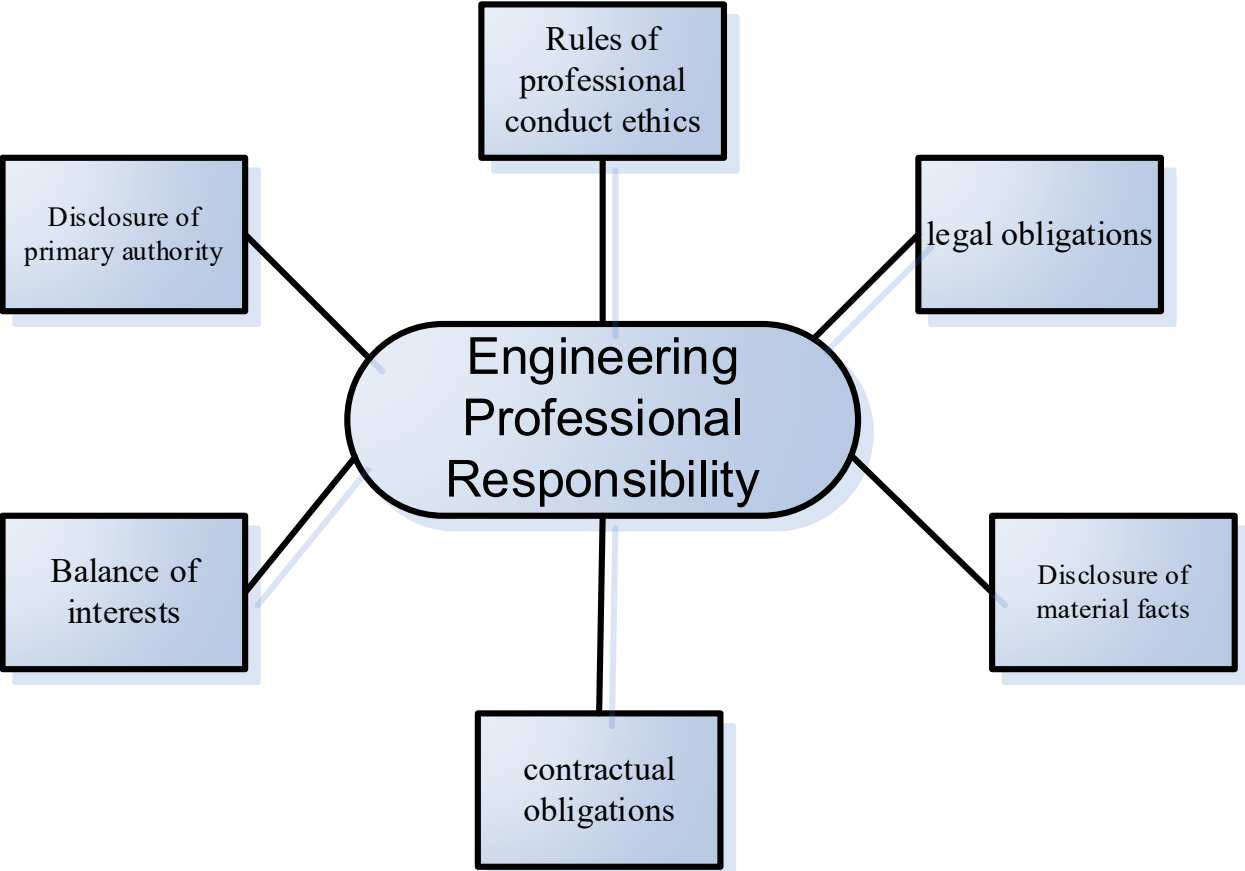 Rules of
professional
conduct ethics
Disclosure of
primary authority
legal obligations
Engineering
Professional
Responsibility
Balance of
interests
Disclosure of
material facts
contractual
obligations